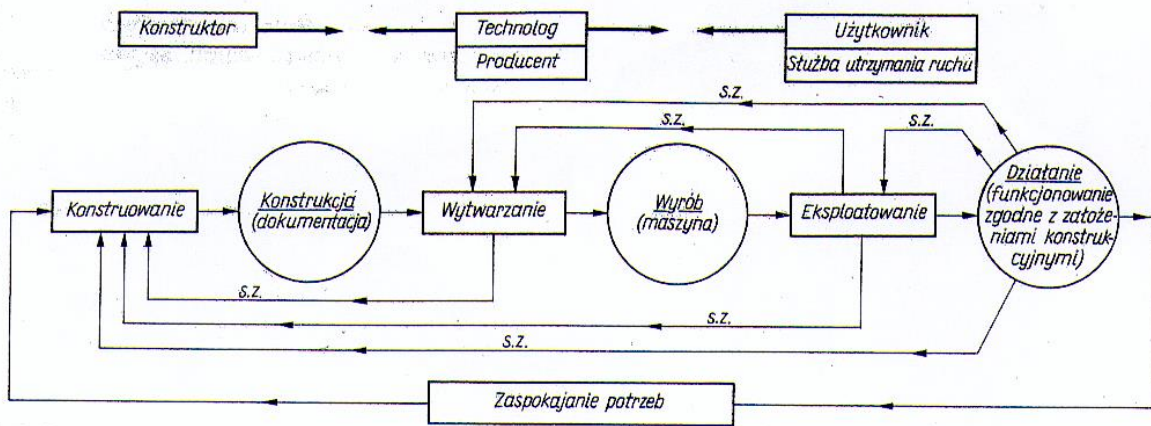 Konstruktor
Technolog
Producent
Użytkownik
Służba utrzymania ruchu
s.z.
s.z.
s.z.
Konstruowanie
Konstrukcja
(dokumentacja)
Wytwarzanie
Wyrób
(maszyna)
Eksploatowanie
Działanie
(funkcjonowanie
zgodne z założe-
niami konstruk-
cyjnymi)
s.z.
s.z.
s.z.
Zaspokajanie potrzeb